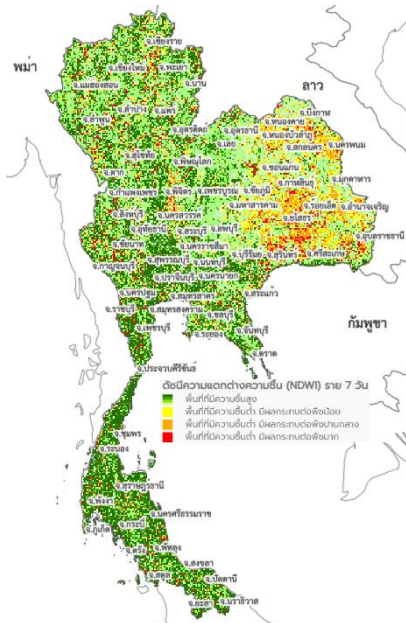 จ.เชียงราย
พม่า
จ.เชียงใหม่
จ.พะเยา
จ.แม่ฮ่องสอน
จ.น่าน
ลาว
จ.ลำปาง
จ.แพร่
จ.บึงกาฬ
จ.ลำพูน
จ.หนองคาย
จ.อุตรดิตถ์
จ.อุดรธานี
จ.หนองบัวลำภู
จ.เลย
จ.นครพนม
จ.สุโขทัย
จ.สกลนคร
จ.พิษณุโลก
จ.ตาก
จ.ขอนแก่น
จ.มุกดาหาร
จ.กำแพงเพชร
จ.พิจิตร
จ.เพชรบูรณ์
จ.ชัยภูมิ
จ.กาฬสินธุ์
จ.มหาสารคาม
จ.ร้อยเอ็ด
จ.อำนาจเจริญ
จ.สิงหบุรี
จ.นครสวรรค์
จ.ยโสธร
จ.อุทัยธานี
จ.สระบุรี
จ.ลพบุรี
จ.อุบลราชธานี
จ.ชัยนาท
จ.นครราชสีมา
จ.บุรีรัมย์
จ.สุรินทร์
จ.ศรีสะเกษ
จ.สุพรรณบุรี
จ.นนทบุรี
จ.กาญจนบุรี
จ.ปราจีนบุรี
จ.นครนายก
จ.สระแก้ว
จ.นครปฐม
จ.สมุทรสาคร
จ.ราชบุรี
จ.สมุทรสงคราม
จ.ชลบุรี
กัมพูชา
จ.เพชรบุรี
จ.ระยอง
จ.จันทบุรี
จ.ตราด
จ.ประจวบคีรีขันธ์
ดัชนีความแตกต่างความชื้น (NDWI) ราย 7 วัน
พื้นที่ที่มีความชื้นสูง
พื้นที่ที่มีความชื้นต่ำ มีผลกระทบต่อพืชน้อย
พื้นที่ที่มีความชื้นต่ำ มีผลกระทบต่อพืชปานกลาง
พื้นที่ที่มีความชื้นต่ำ มีผลกระทบต่อพืชมาก
จ.ชุมพร
จ.ระนอง
จ.สุราษฎร์ธานี
จ.พังงา
จ.นครศรีธรรมราช
จ.กระบี่
จ.ภูเก็ต
จ.ตรัง
จ.พัทลุง
จ.สงขลา
จ.สตูล
จ.ปัตตานี
จ.ยะลา
จ.นราธิวาส